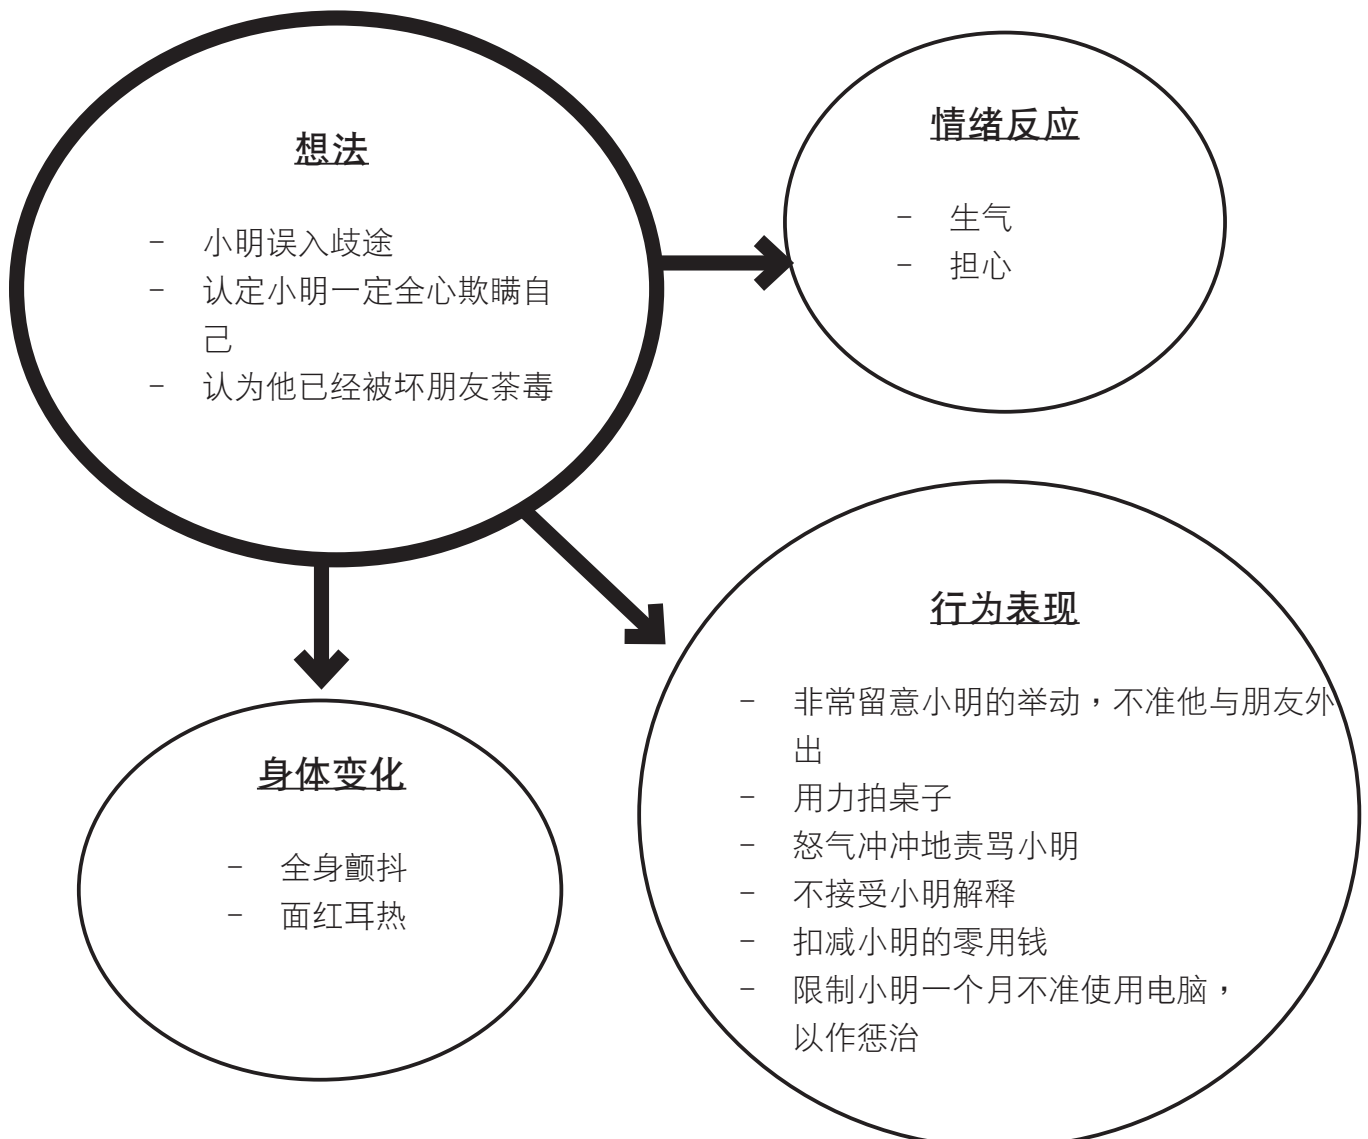 想法
- 小明误入歧途
- 认定小明一定全心欺瞒自
己
- 认为他已经被坏朋友荼毒
情绪反应
- 生气
- 担心
身体变化
- 全身颤抖
- 面红耳热
行为表现
- 非常留意小明的举动，不准他与朋友外
出
- 用力拍桌子
- 怒气冲冲地责骂小明
- 不接受小明解释
- 扣减小明的零用钱
- 限制小明一个月不准使用电脑，
以作惩治